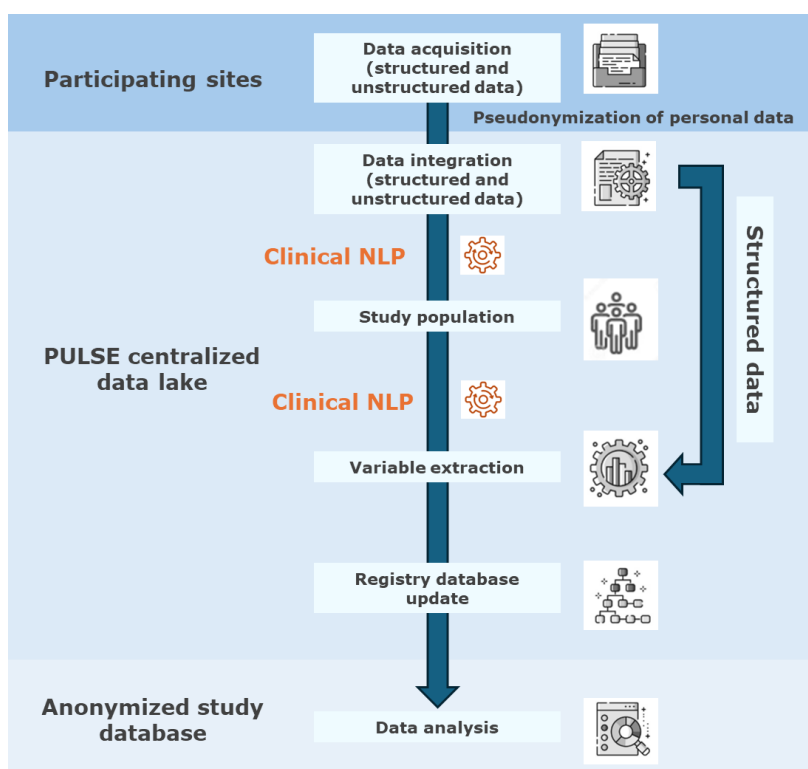 Data acquisition
(structured and
unstructured data)
Participating sites
Pseudonymization of personal data
Data integration
(structured and
unstructured data)
Clinical NLP
Structured data
Study population
PULSE centralized
data lake
Clinical NLP
Variable extraction
Registry database
update
Anonymized study
database
Data analysis